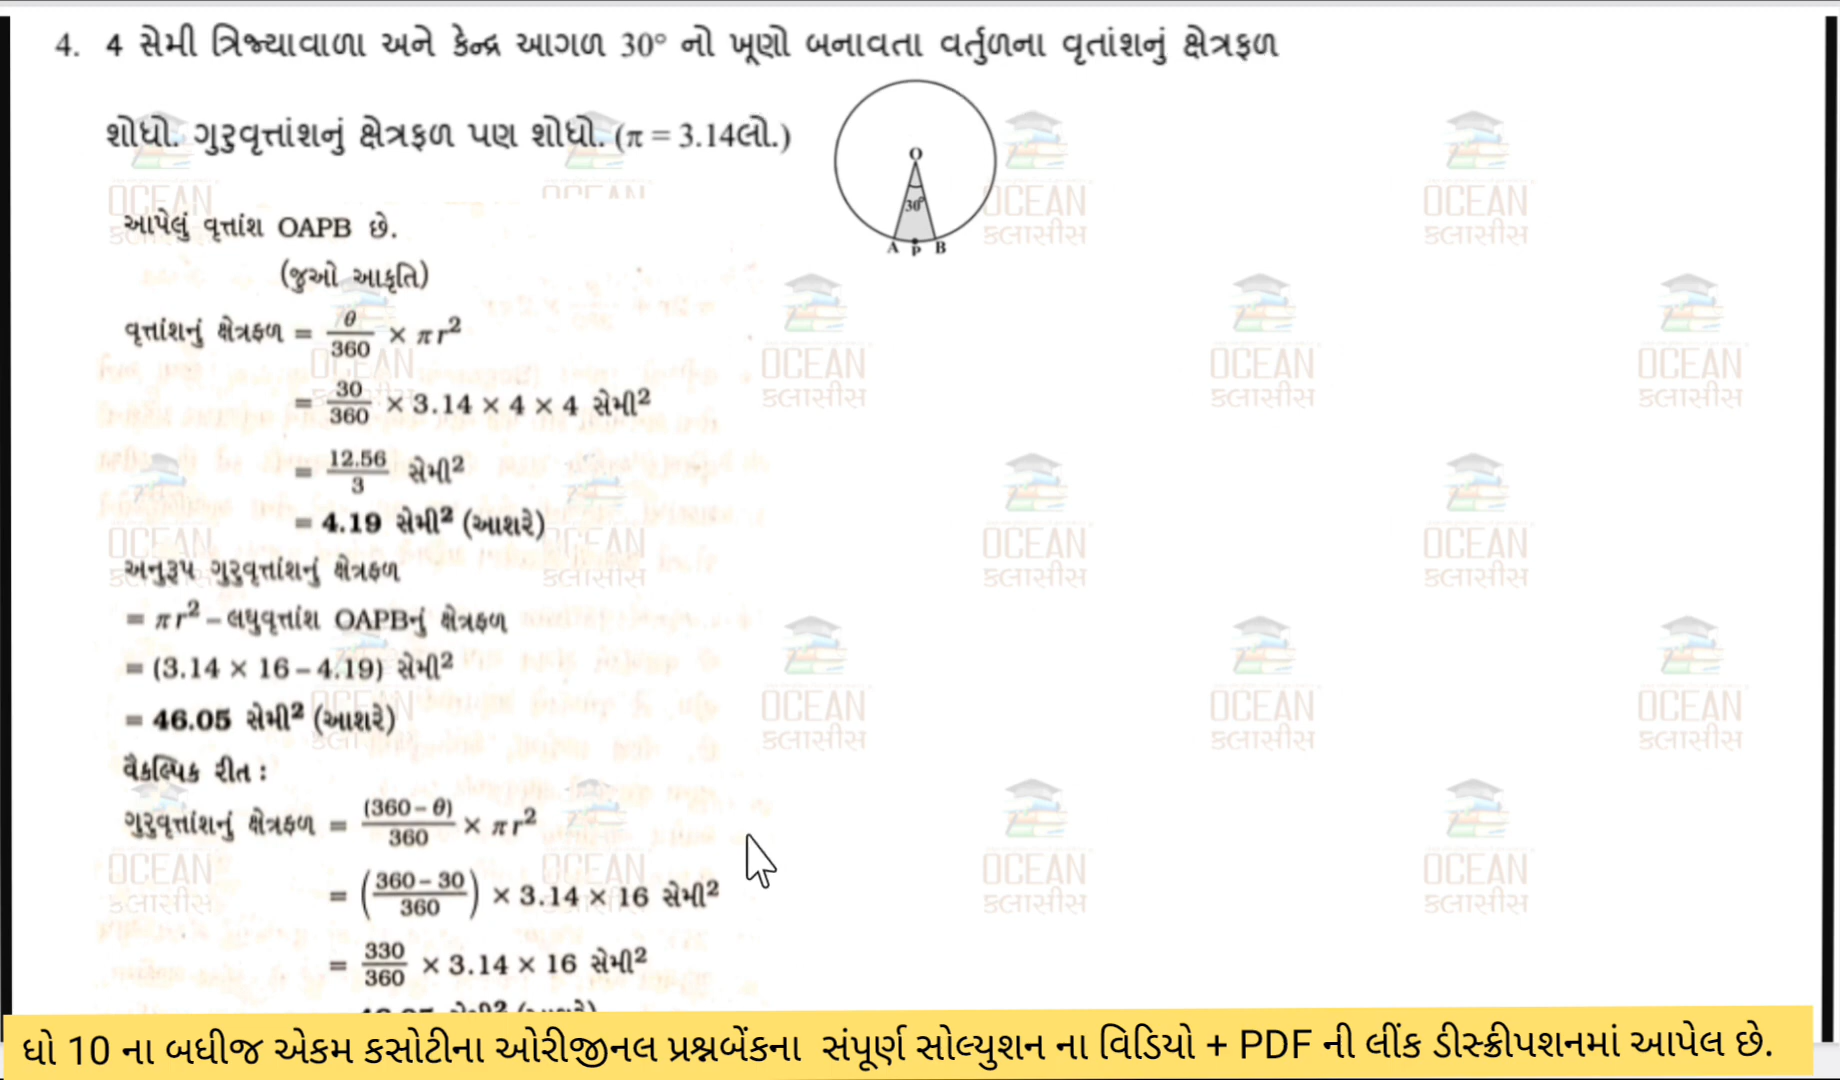 4. 4 સેમી ત્રિજ્યાવાળા અને કેન્દ્ર આગળ 30° નો ખૂણો બનાવતા વર્તુળના વૃતાંશનું ક્ષેત્રફળ
શોધો. ગુરુવૃત્તાંશનું ક્ષેત્રફળ પણ શોધો. (π = 3.14લો.)
O
30°
A P B
આપેલું વૃત્તાંશ OAPB છે.
(જુઓ આકૃતિ)
વૃત્તાંશનું ક્ષેત્રફળ = θ/360 × πr²
= 30/360 × 3.14 × 4 × 4 સેમી²
= 12.56/3 સેમી²
= 4.19 સેમી² (આશરે)
અનુરૂપ ગુરુવૃત્તાંશનું ક્ષેત્રફળ
= πr² – લઘુવૃત્તાંશ OAPBનું ક્ષેત્રફળ
= (3.14 × 16 – 4.19) સેમી²
= 46.05 સેમી² (આશરે)
વૈકલ્પિક રીત :
ગુરુવૃત્તાંશનું ક્ષેત્રફળ = (360 – θ)/360 × πr²
= (360 – 30/360) × 3.14 × 16 સેમી²
= 330/360 × 3.14 × 16 સેમી²
ધો 10 ના બધીજ એકમ કસોટીના ઓરીજીનલ પ્રશ્નબેંકના સંપૂર્ણ સોલ્યુશન ના વિડિયો + PDF ની લીંક ડીસ્ક્રીપશનમાં આપેલ છે.
OCEAN
ક્લાસીસ